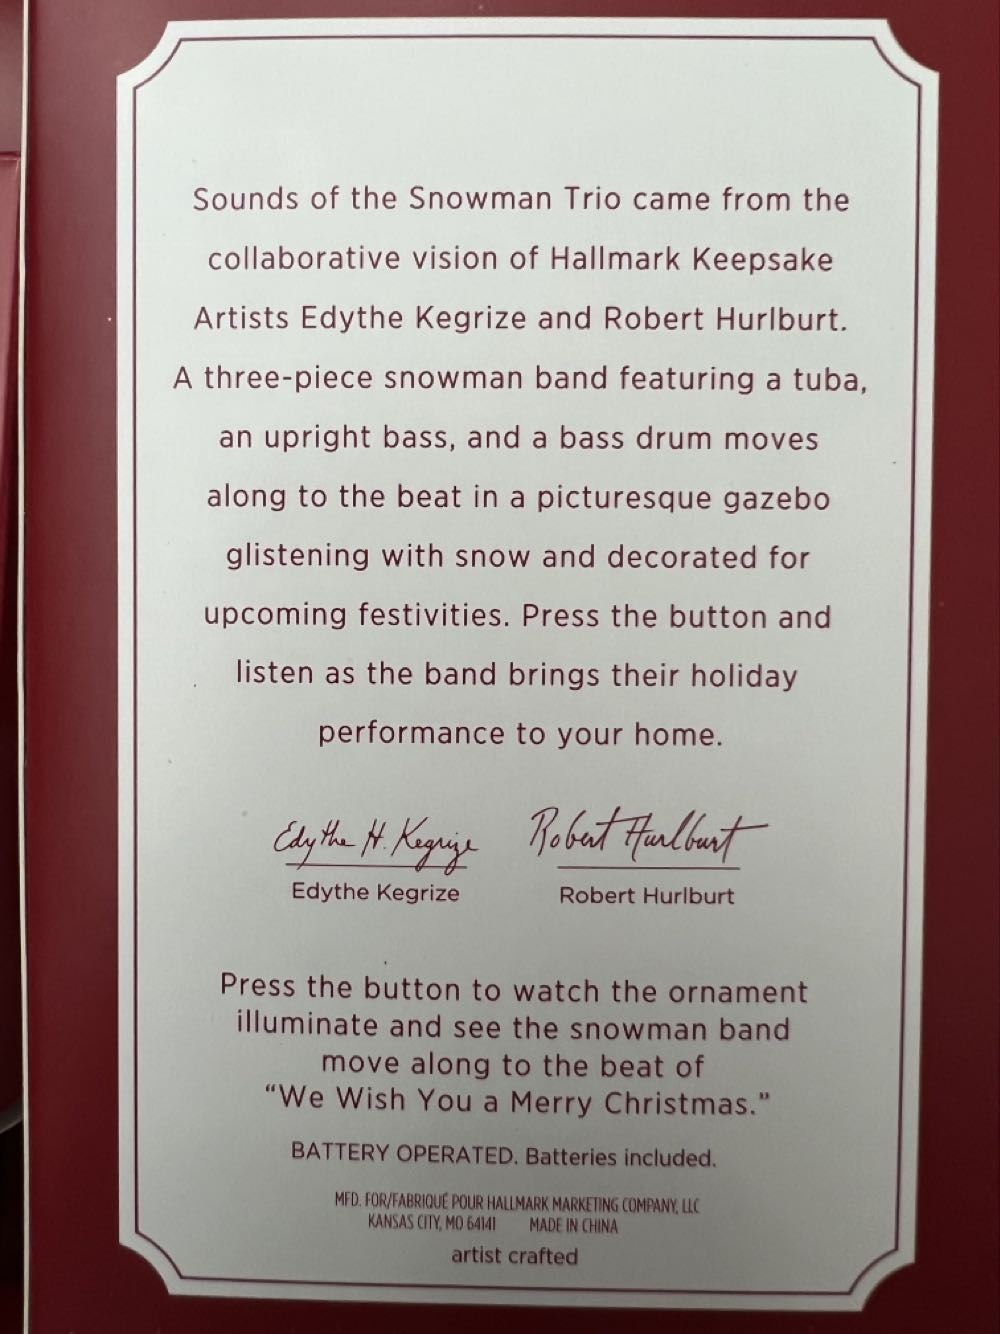 Sounds of the Snowman Trio came from the
collaborative vision of Hallmark Keepsake
Artists Edythe Kegrize and Robert Hurlburt.
A three-piece snowman band featuring a tuba,
an upright bass, and a bass drum moves
along to the beat in a picturesque gazebo
glistening with snow and decorated for
upcoming festivities. Press the button and
listen as the band brings their holiday
performance to your home.
Edythe H. Kegrize Robert Hurlburt
Edythe Kegrize Robert Hurlburt
Press the button to watch the ornament
illuminate and see the snowman band
move along to the beat of
“We Wish You a Merry Christmas.”
BATTERY OPERATED. Batteries included.
MFD. FOR/FABRIQUÉ POUR HALLMARK MARKETING COMPANY, LLC
KANSAS CITY, MO 64141 MADE IN CHINA
artist crafted